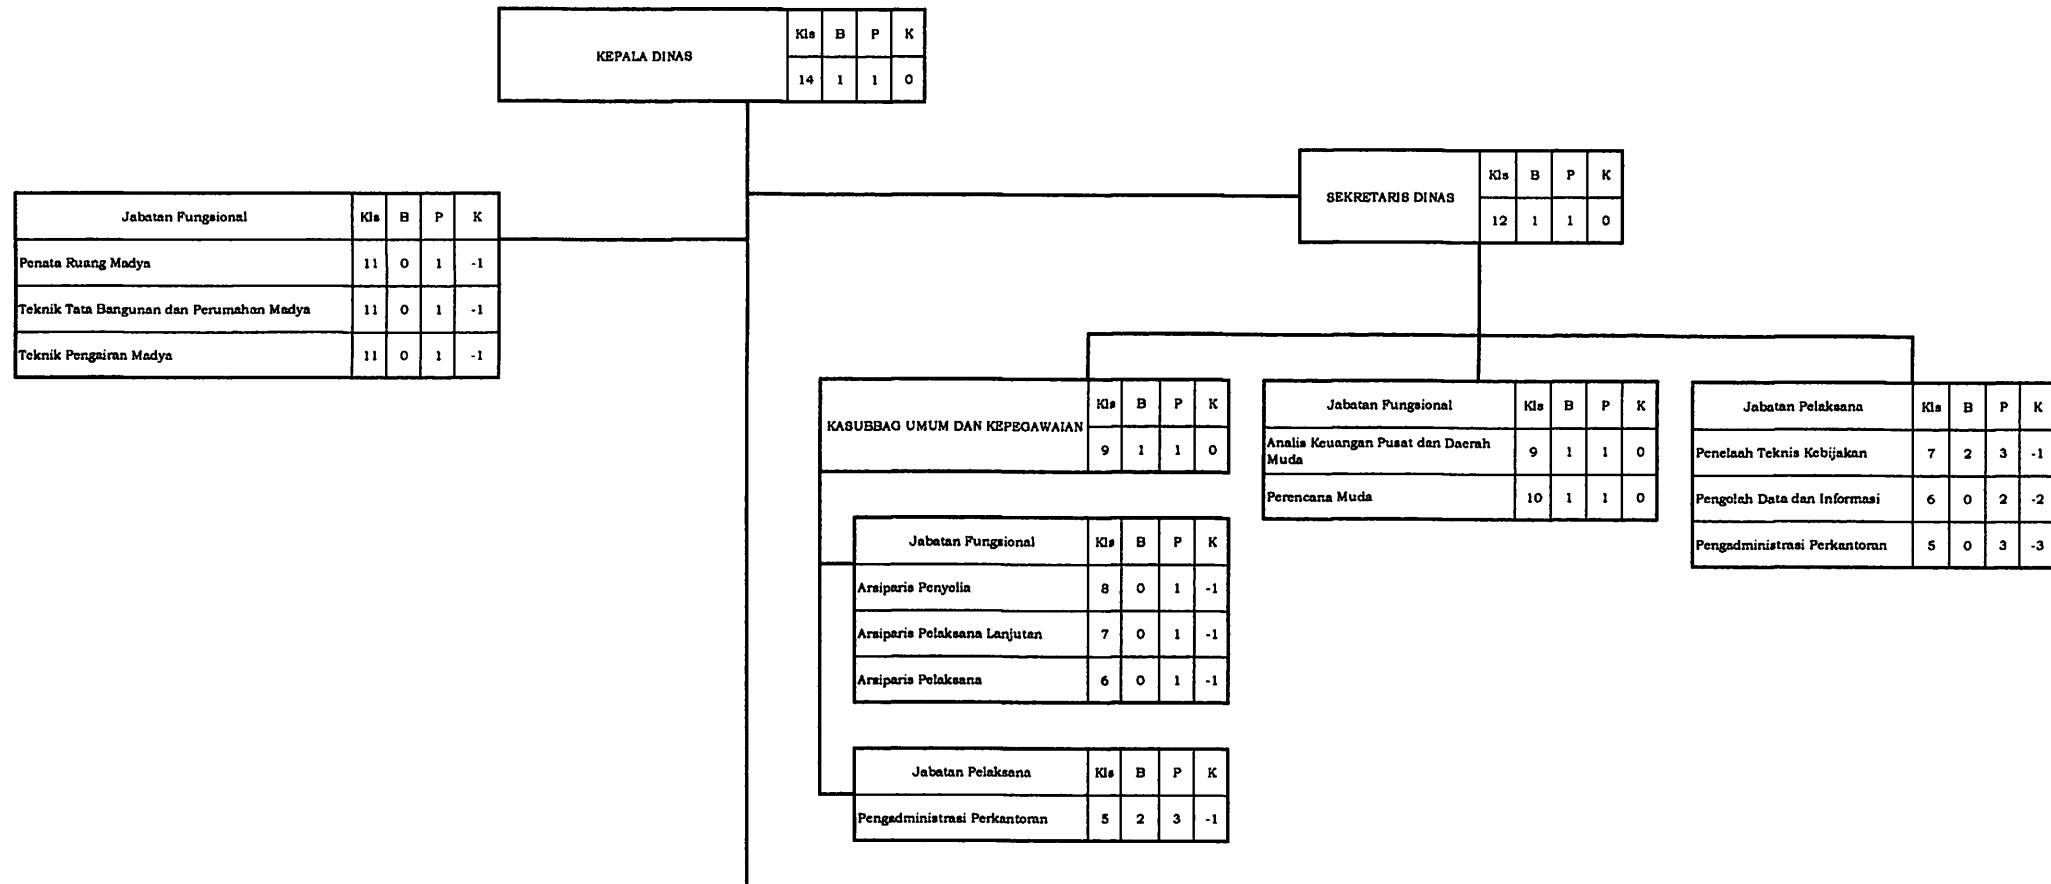 KEPALA DINAS
Kls B P K
14 1 1 0
SEKRETARIS DINAS
Kls B P K
12 1 1 0
Jabatan Fungsional Kls B P K
Penata Ruang Madya 11 0 1 -1
Teknik Tata Bangunan dan Perumahan Madya 11 0 1 -1
Teknik Pengairan Madya 11 0 1 -1
KASUBBAG UMUM DAN KEPEGAWAIAN
Kls B P K
9 1 1 0
Jabatan Fungsional Kls B P K
Arsiparis Penyelia 8 0 1 -1
Arsiparis Pelaksana Lanjutan 7 0 1 -1
Arsiparis Pelaksana 6 0 1 -1
Jabatan Pelaksana Kls B P K
Pengadministrasi Perkantoran 5 2 3 -1
Jabatan Fungsional Kls B P K
Analis Keuangan Pusat dan Daerah
Muda 9 1 1 0
Perencana Muda 10 1 1 0
Jabatan Pelaksana Kls B P K
Penelaah Teknis Kebijakan 7 2 3 -1
Pengolah Data dan Informasi 6 0 2 -2
Pengadministrasi Perkantoran 5 0 3 -3